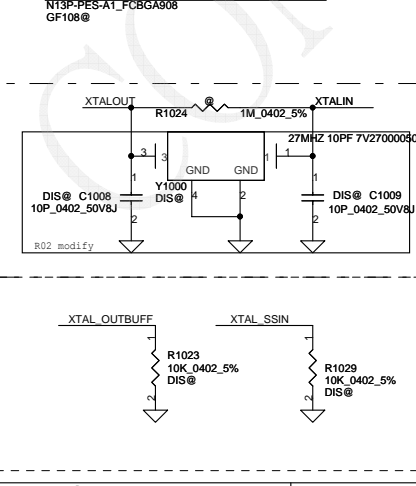 N13P-PES-A1_FCBGA908
GF108@
XTALOUT
@
XTALIN
R1024
1M_0402_5%
27MHZ 10PF 7V27000050
3
3
1
1
GND
GND
1
Y1000
DIS@
4
2
1
DIS@ C1008
10P_0402_50V8J
DIS@ C1009
10P_0402_50V8J
2
2
R02 modify
XTAL_OUTBUFF
XTAL_SSIN
1
1
R1023
10K_0402_5%
DIS@
R1029
10K_0402_5%
DIS@
2
2